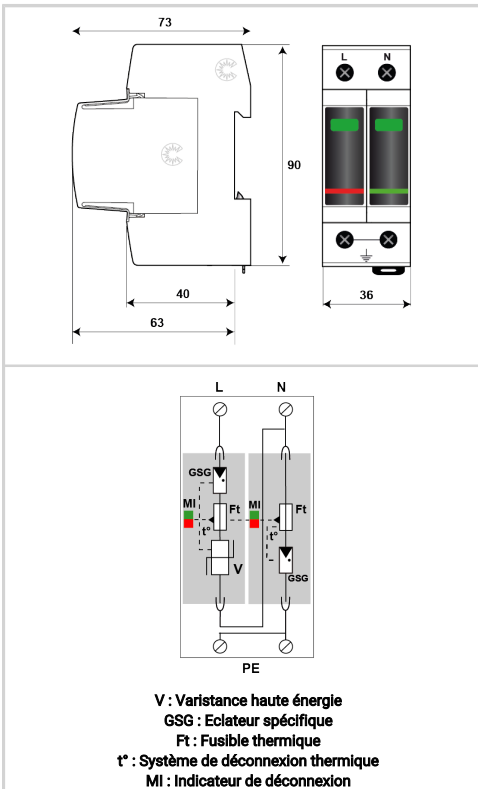 73
L N
90
40
63
36
L N
GSG
MI Ft MI Ft
t° t°
V
GSG
PE
V : Varistance haute énergie
GSG : Eclateur spécifique
Ft : Fusible thermique
t° : Système de déconnexion thermique
MI : Indicateur de déconnexion